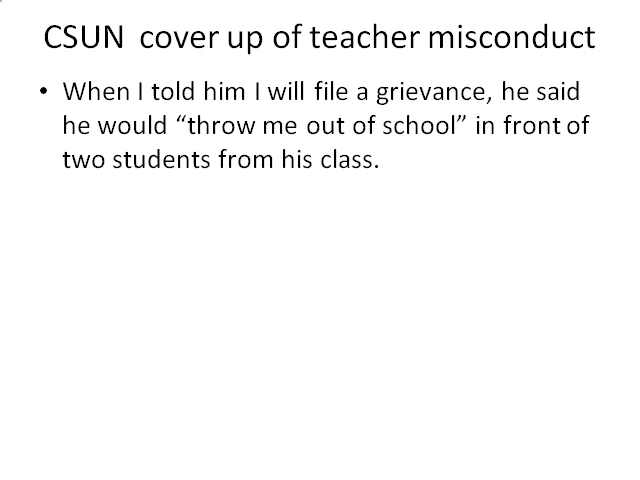 CSUN  cover up of teacher misconduct
• When I told him I will file a grievance, he said
he would “throw me out of school” in front of
two students from his class.